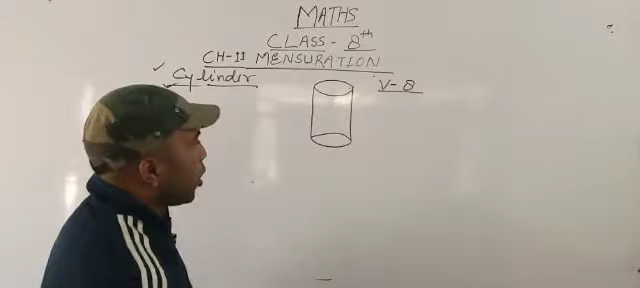 MATHS
CLASS - 8th
CH-11 MENSURATION
Cylinder
V-8